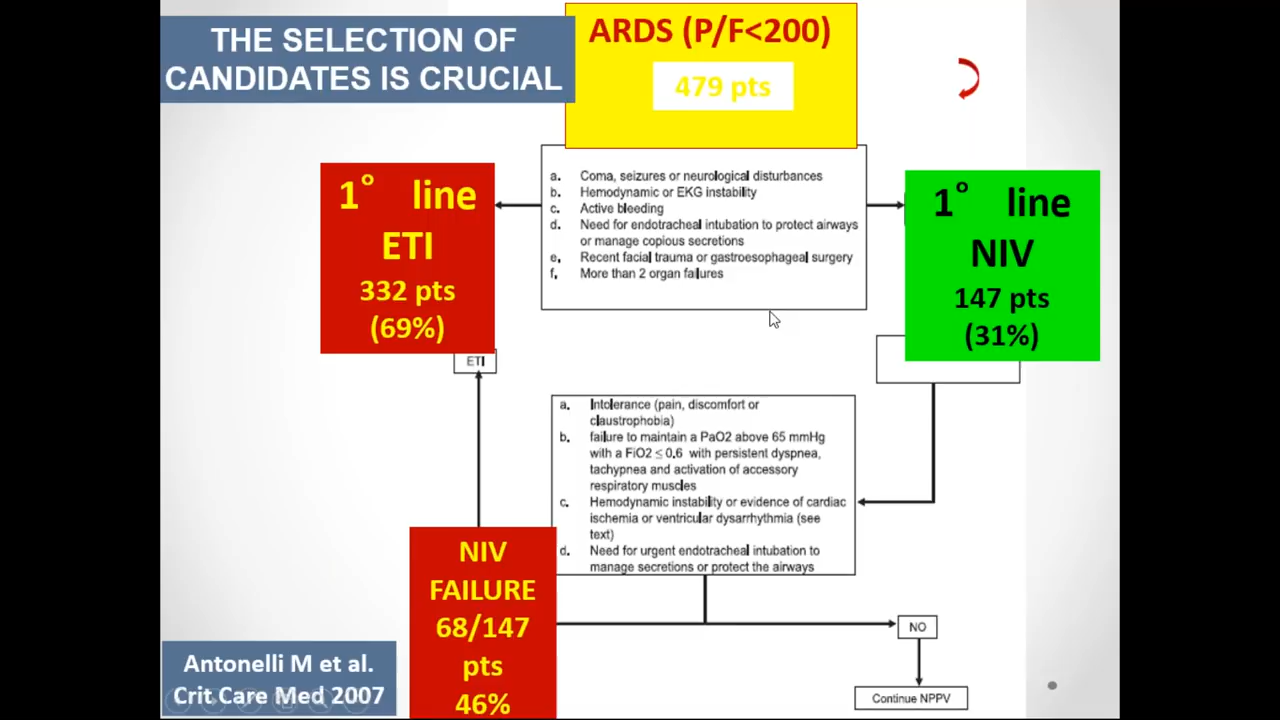 THE SELECTION OF
CANDIDATES IS CRUCIAL
ARDS (P/F<200)
479 pts
a. Coma, seizures or neurological disturbances
b. Hemodynamic or EKG instability
c. Active bleeding
d. Need for endotracheal intubation to protect airways
or manage copious secretions
e. Recent facial trauma or gastroesophageal surgery
f. More than 2 organ failures
1° line
ETI
332 pts
(69%)
1° line
NIV
147 pts
(31%)
ETI
a. Intolerance (pain, discomfort or
claustrophobia)
b. failure to maintain a PaO2 above 65 mmHg
with a FiO2 ≤ 0,6 with persistent dyspnea,
tachypnea and activation of accessory
respiratory muscles
c. Hemodynamic instability or evidence of cardiac
ischemia or ventricular dysarrhythmia (see
text)
d. Need for urgent endotracheal intubation to
manage secretions or protect the airways
NIV
FAILURE
68/147
pts
46%
NO
Continue NPPV
Antonelli M et al.
Crit Care Med 2007